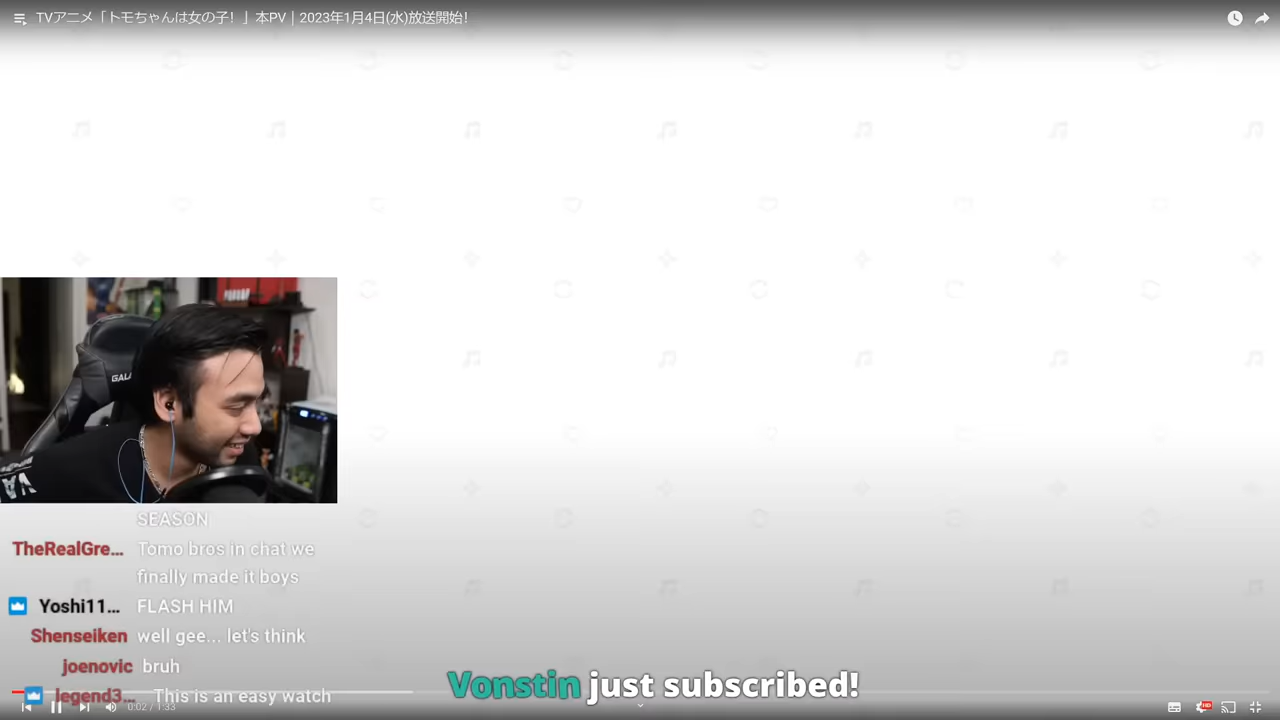 TVアニメ「トモちゃんは女の子！」本PV｜2023年1月4日(水)放送開始！
GALA
VA
SEASON
TheRealGre... Tomo bros in chat we
finally made it boys
Yoshi11... FLASH HIM
Shenseiken well gee... let's think
joenovic bruh
legend3... This is an easy watch
Vonstin just subscribed!
0:02 / 1:33
HD